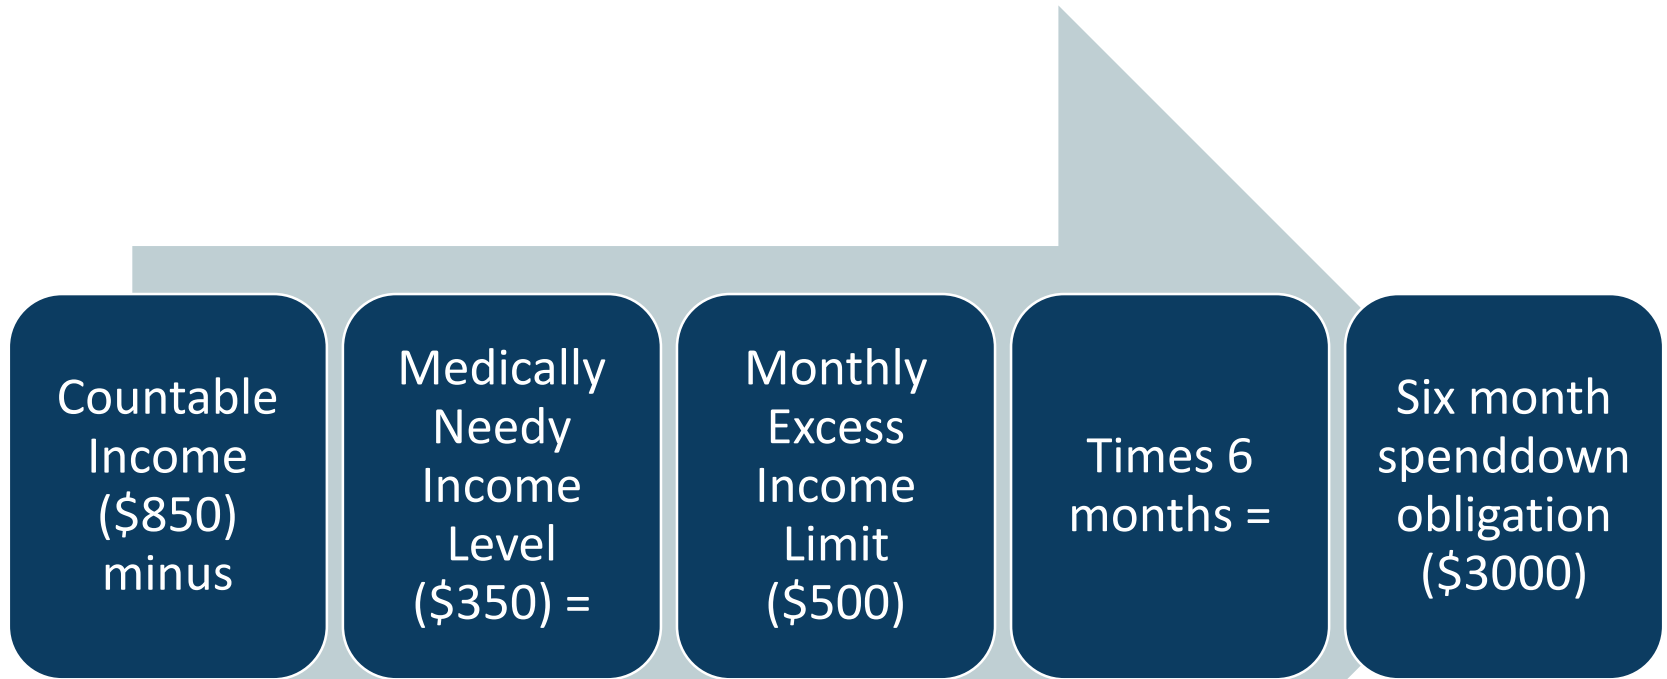 Countable
Income
($850)
minus
Medically
Needy
Income
Level
($350) =
Monthly
Excess
Income
Limit
($500)
Times 6
months =
Six month
spenddown
obligation
($3000)